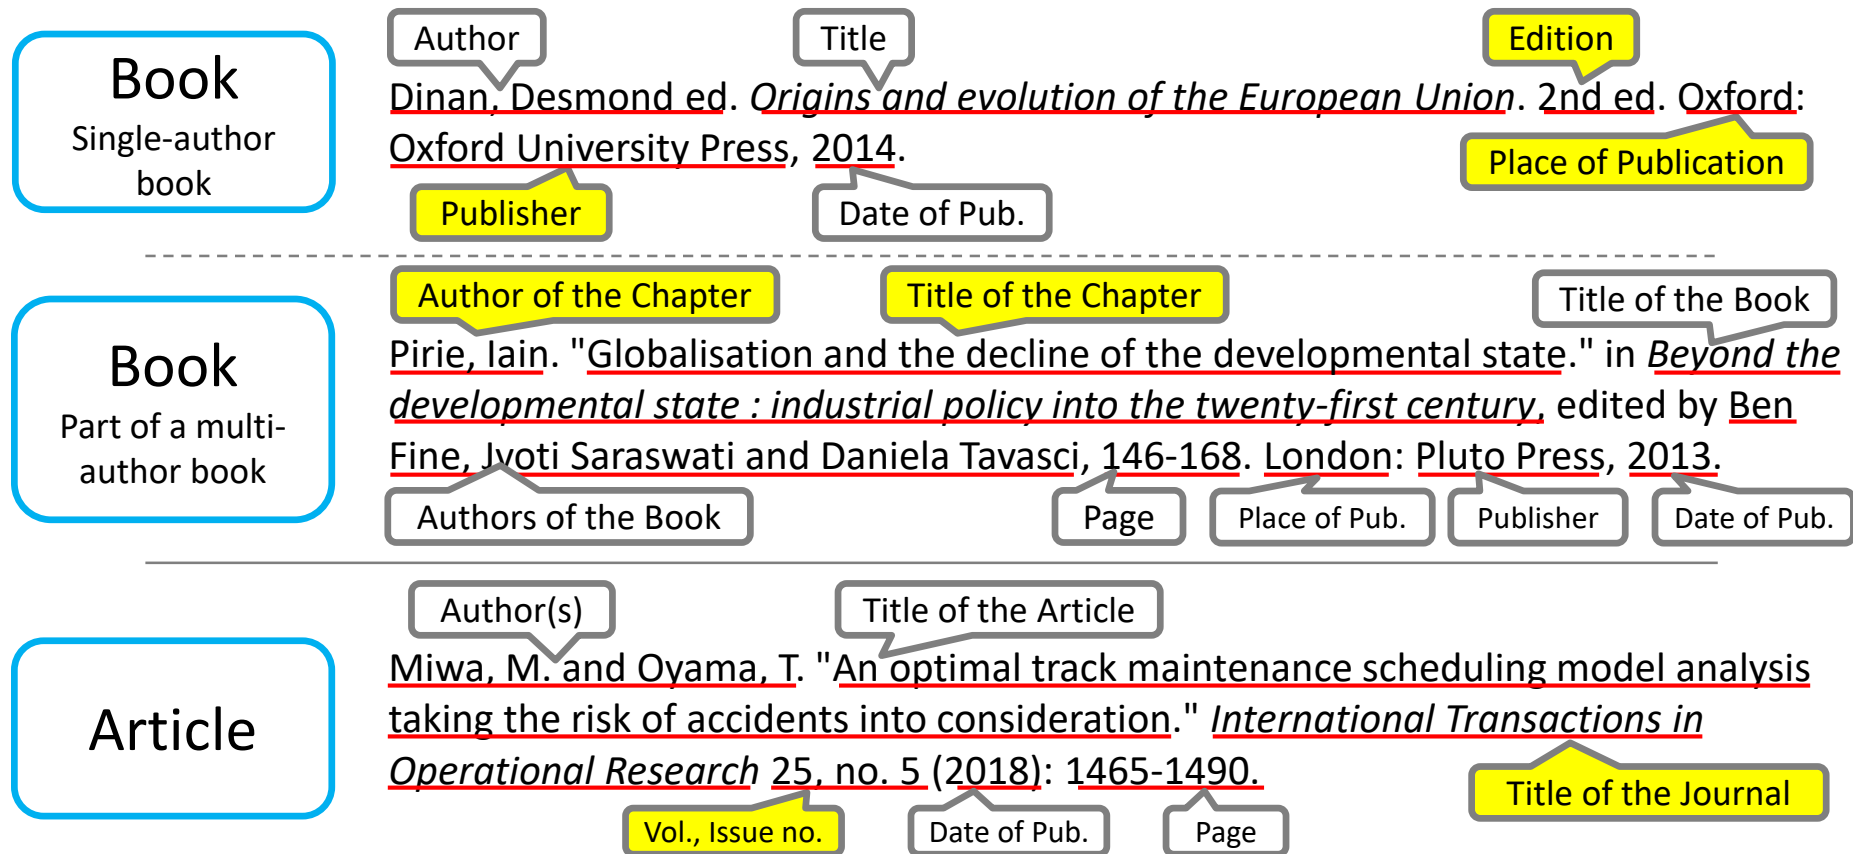 Book
Single-author
book
Author
Title
Edition
Dinan, Desmond ed. Origins and evolution of the European Union. 2nd ed. Oxford:
Oxford University Press, 2014.
Place of Publication
Publisher
Date of Pub.
Book
Part of a multi-
author book
Author of the Chapter
Title of the Chapter
Title of the Book
Pirie, Iain. "Globalisation and the decline of the developmental state." in Beyond the
developmental state : industrial policy into the twenty-first century, edited by Ben
Fine, Jyoti Saraswati and Daniela Tavasci, 146-168. London: Pluto Press, 2013.
Authors of the Book
Page
Place of Pub.
Publisher
Date of Pub.
Article
Author(s)
Title of the Article
Miwa, M. and Oyama, T. "An optimal track maintenance scheduling model analysis
taking the risk of accidents into consideration." International Transactions in
Operational Research 25, no. 5 (2018): 1465-1490.
Title of the Journal
Vol., Issue no.
Date of Pub.
Page